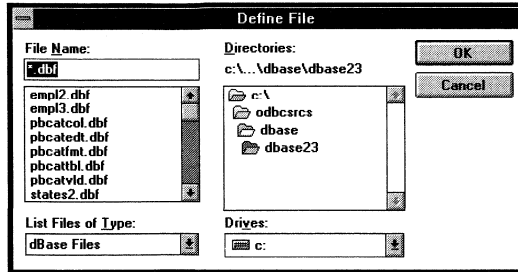 Define File
File Name:
*.dbf
empl2.dbf
empl3.dbf
pbcatcol.dbf
pbcatedt.dbf
pbcatfmt.dbf
pbcattbl.dbf
pbcatvld.dbf
states2.dbf
List Files of Type:
dBase Files
Directories:
c:\...\dbase\dbase23
c:\
odbcsrcs
dbase
dbase23
Drives:
c:
OK
Cancel